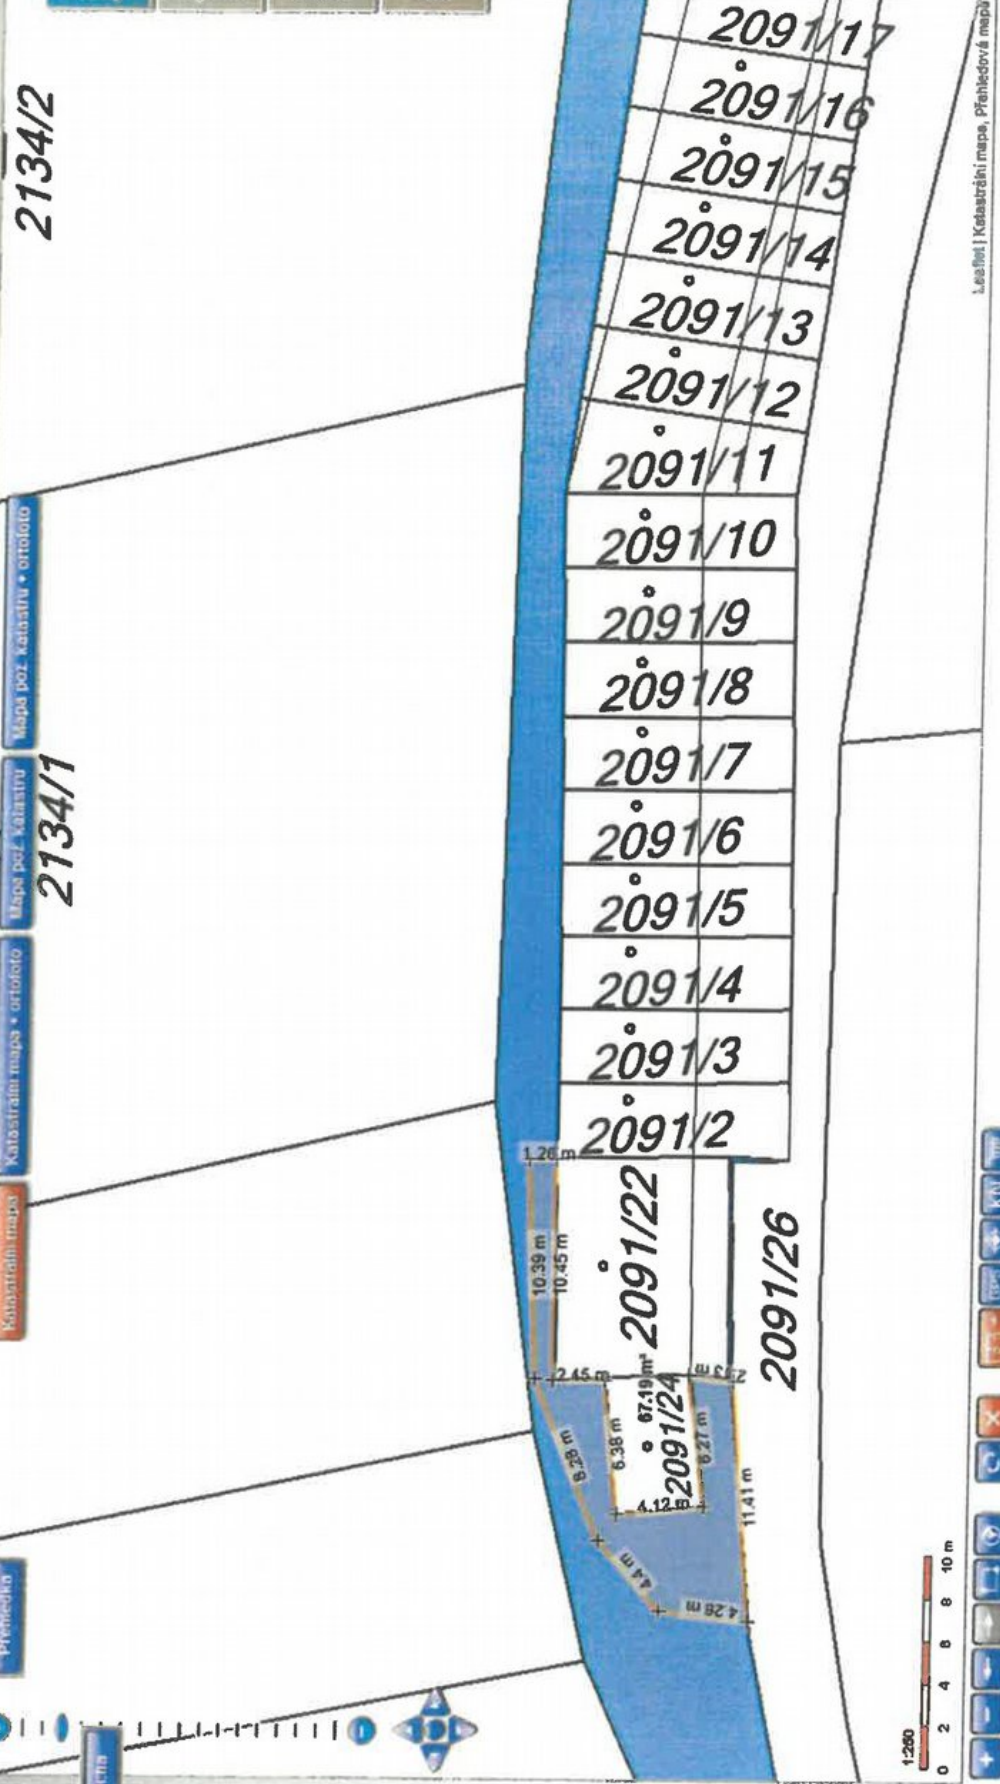 Přehledka
Katastrální mapa
Katastrální mapa + ortofoto
Mapa poz. katastru
Mapa poz. katastru + ortofoto
2134/1
2134/2
1.26 m
10.39 m
10.45 m
2.45 m
8.28 m
6.38 m
67.19 m²
4.4 m
4.12 m
6.27 m
2.13 m
4.26 m
11.41 m
2091/24
2091/22
2091/26
2091/2
2091/3
2091/4
2091/5
2091/6
2091/7
2091/8
2091/9
2091/10
2091/11
2091/12
2091/13
2091/14
2091/15
2091/16
2091/17
1:250
0 2 4 6 8 10 m
Leaflet | Katastrální mapa, Přehledová mapa